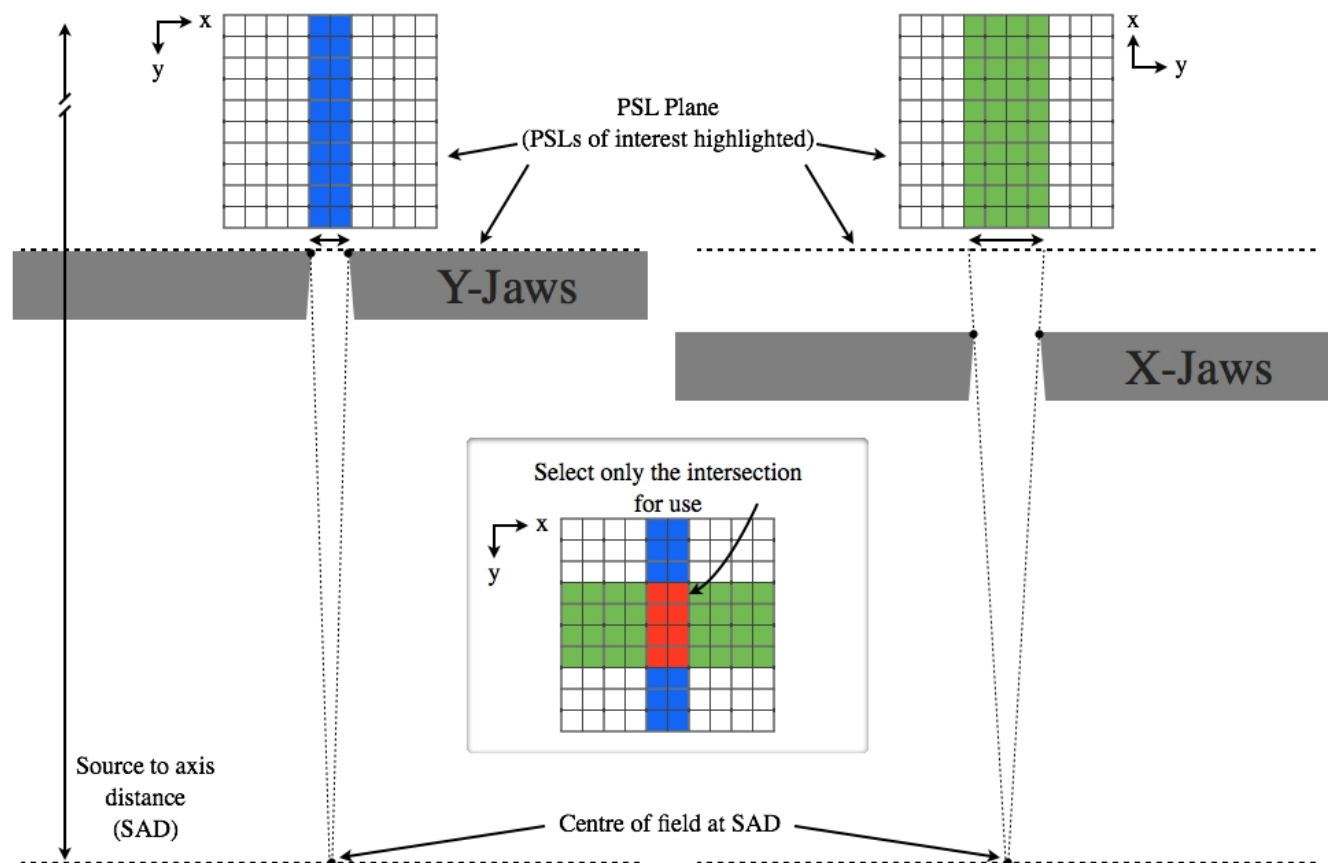 x
y
x
y
PSL Plane
(PSLs of interest highlighted)
Y-Jaws
X-Jaws
Select only the intersection
for use
x
y
Source to axis
distance
(SAD)
Centre of field at SAD